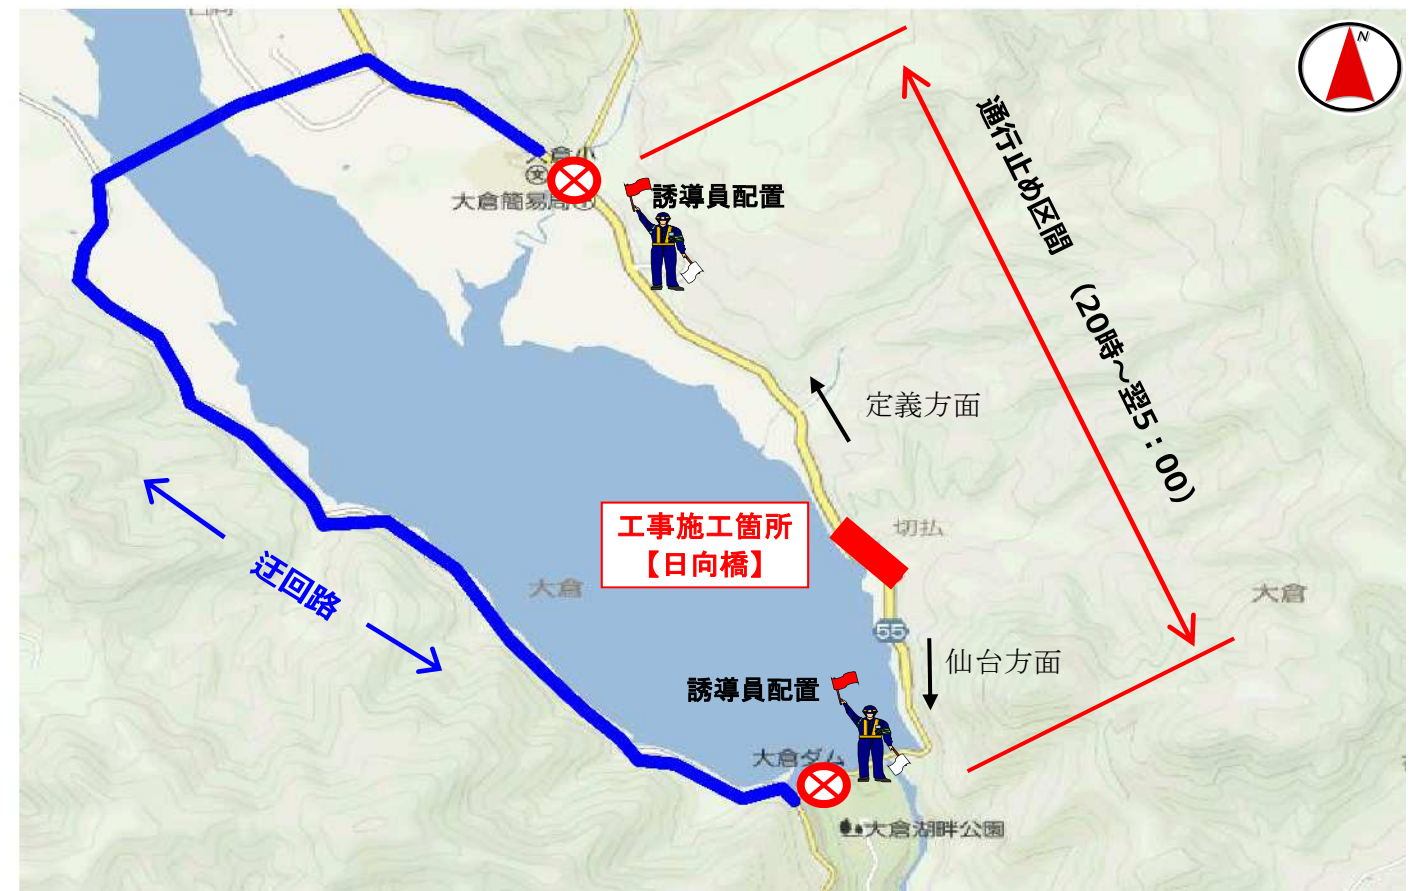 N
大倉小
文
大倉簡易局
誘導員配置
通行止め区間 （20時～翌5：00）
定義方面
工事施工箇所
【日向橋】
切払
大倉
大倉
迂回路
55
仙台方面
誘導員配置
大倉ダム
大倉湖畔公園